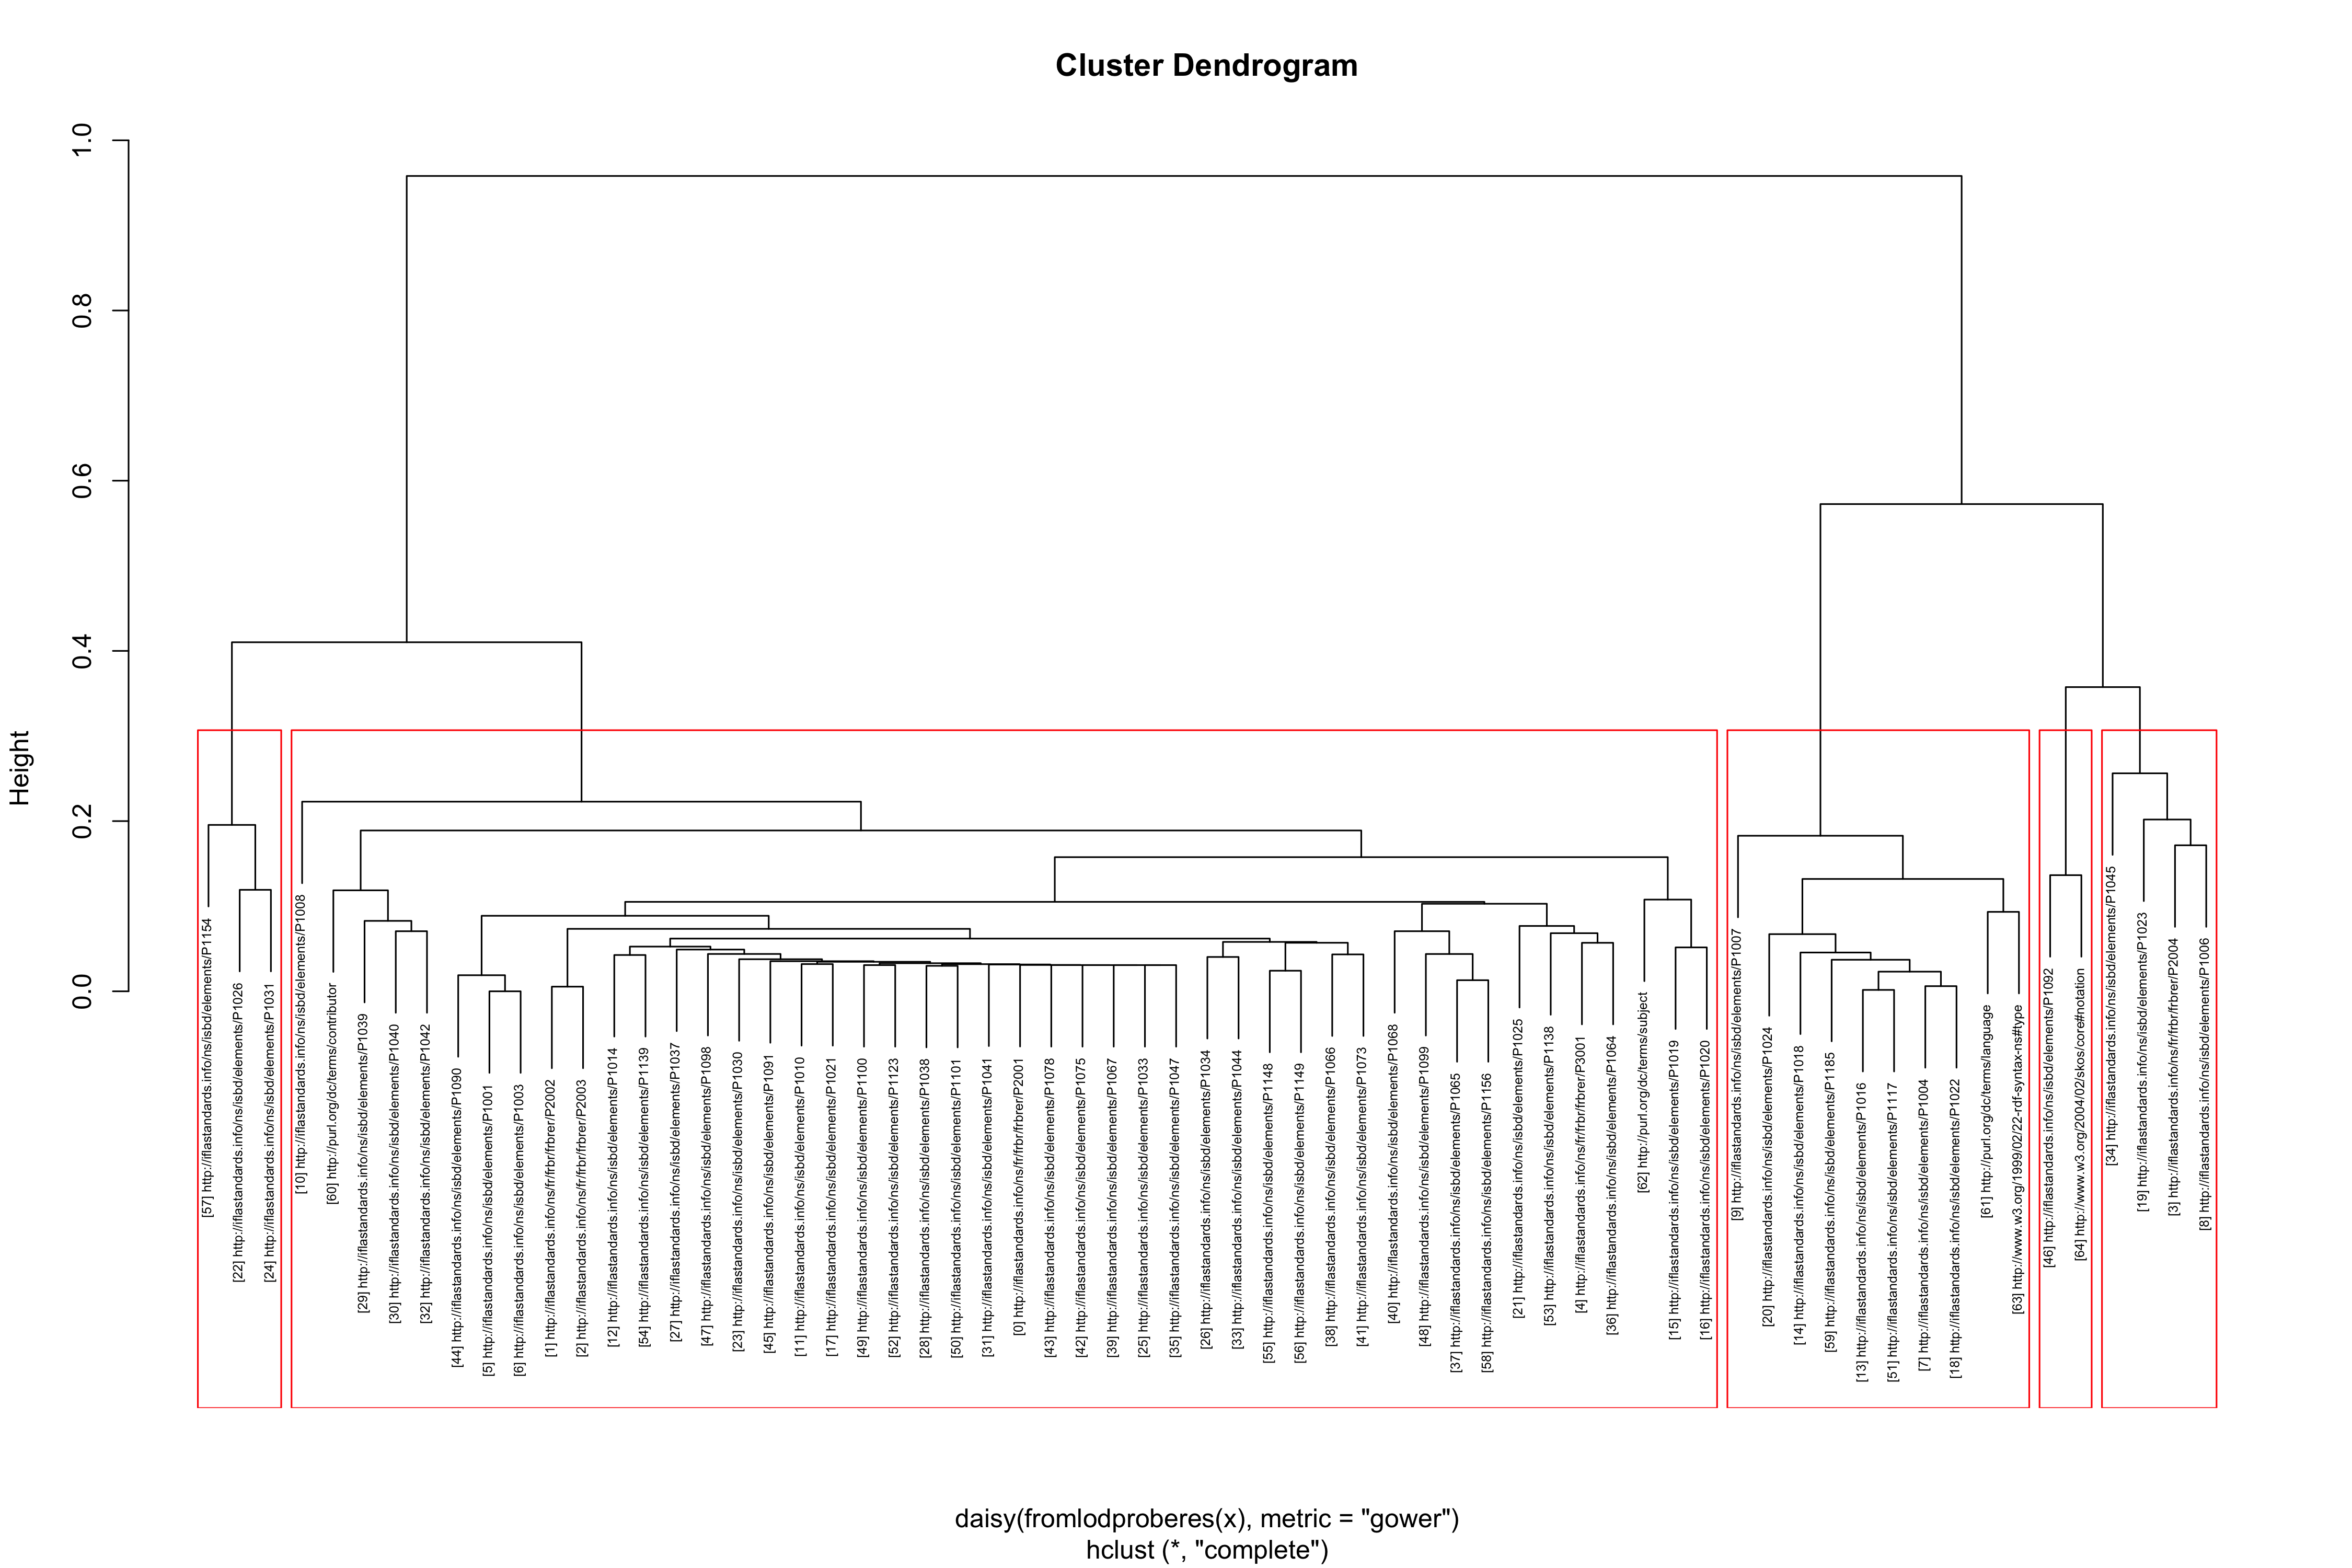 Cluster Dendrogram
Height
1.0
0.8
0.6
0.4
0.2
0.0
[57] http://iflastandards.info/ns/isbd/elements/P1154
[22] http://iflastandards.info/ns/isbd/elements/P1026
[24] http://iflastandards.info/ns/isbd/elements/P1031
[10] http://iflastandards.info/ns/isbd/elements/P1008
[60] http://purl.org/dc/terms/contributor
[29] http://iflastandards.info/ns/isbd/elements/P1039
[30] http://iflastandards.info/ns/isbd/elements/P1040
[32] http://iflastandards.info/ns/isbd/elements/P1042
[44] http://iflastandards.info/ns/isbd/elements/P1090
[5] http://iflastandards.info/ns/isbd/elements/P1001
[6] http://iflastandards.info/ns/isbd/elements/P1003
[1] http://iflastandards.info/ns/fr/frbr/frbrer/P2002
[2] http://iflastandards.info/ns/fr/frbr/frbrer/P2003
[12] http://iflastandards.info/ns/isbd/elements/P1014
[54] http://iflastandards.info/ns/isbd/elements/P1139
[27] http://iflastandards.info/ns/isbd/elements/P1037
[47] http://iflastandards.info/ns/isbd/elements/P1098
[23] http://iflastandards.info/ns/isbd/elements/P1030
[45] http://iflastandards.info/ns/isbd/elements/P1091
[11] http://iflastandards.info/ns/isbd/elements/P1010
[17] http://iflastandards.info/ns/isbd/elements/P1021
[49] http://iflastandards.info/ns/isbd/elements/P1100
[52] http://iflastandards.info/ns/isbd/elements/P1123
[28] http://iflastandards.info/ns/isbd/elements/P1038
[50] http://iflastandards.info/ns/isbd/elements/P1101
[31] http://iflastandards.info/ns/isbd/elements/P1041
[0] http://iflastandards.info/ns/fr/frbr/frbrer/P2001
[43] http://iflastandards.info/ns/isbd/elements/P1078
[42] http://iflastandards.info/ns/isbd/elements/P1075
[39] http://iflastandards.info/ns/isbd/elements/P1067
[25] http://iflastandards.info/ns/isbd/elements/P1033
[35] http://iflastandards.info/ns/isbd/elements/P1047
[26] http://iflastandards.info/ns/isbd/elements/P1034
[33] http://iflastandards.info/ns/isbd/elements/P1044
[55] http://iflastandards.info/ns/isbd/elements/P1148
[56] http://iflastandards.info/ns/isbd/elements/P1149
[38] http://iflastandards.info/ns/isbd/elements/P1066
[41] http://iflastandards.info/ns/isbd/elements/P1073
[40] http://iflastandards.info/ns/isbd/elements/P1068
[48] http://iflastandards.info/ns/isbd/elements/P1099
[37] http://iflastandards.info/ns/isbd/elements/P1065
[58] http://iflastandards.info/ns/isbd/elements/P1156
[21] http://iflastandards.info/ns/isbd/elements/P1025
[53] http://iflastandards.info/ns/isbd/elements/P1138
[4] http://iflastandards.info/ns/fr/frbr/frbrer/P3001
[36] http://iflastandards.info/ns/isbd/elements/P1064
[62] http://purl.org/dc/terms/subject
[15] http://iflastandards.info/ns/isbd/elements/P1019
[16] http://iflastandards.info/ns/isbd/elements/P1020
[9] http://iflastandards.info/ns/isbd/elements/P1007
[20] http://iflastandards.info/ns/isbd/elements/P1024
[14] http://iflastandards.info/ns/isbd/elements/P1018
[59] http://iflastandards.info/ns/isbd/elements/P1185
[13] http://iflastandards.info/ns/isbd/elements/P1016
[51] http://iflastandards.info/ns/isbd/elements/P1117
[7] http://iflastandards.info/ns/isbd/elements/P1004
[18] http://iflastandards.info/ns/isbd/elements/P1022
[61] http://purl.org/dc/terms/language
[63] http://www.w3.org/1999/02/22-rdf-syntax-ns#type
[46] http://iflastandards.info/ns/isbd/elements/P1092
[64] http://www.w3.org/2004/02/skos/core#notation
[34] http://iflastandards.info/ns/isbd/elements/P1045
[19] http://iflastandards.info/ns/isbd/elements/P1023
[3] http://iflastandards.info/ns/fr/frbr/frbrer/P2004
[8] http://iflastandards.info/ns/isbd/elements/P1006
daisy(fromlodproberes(x), metric = "gower")
hclust (*, "complete")